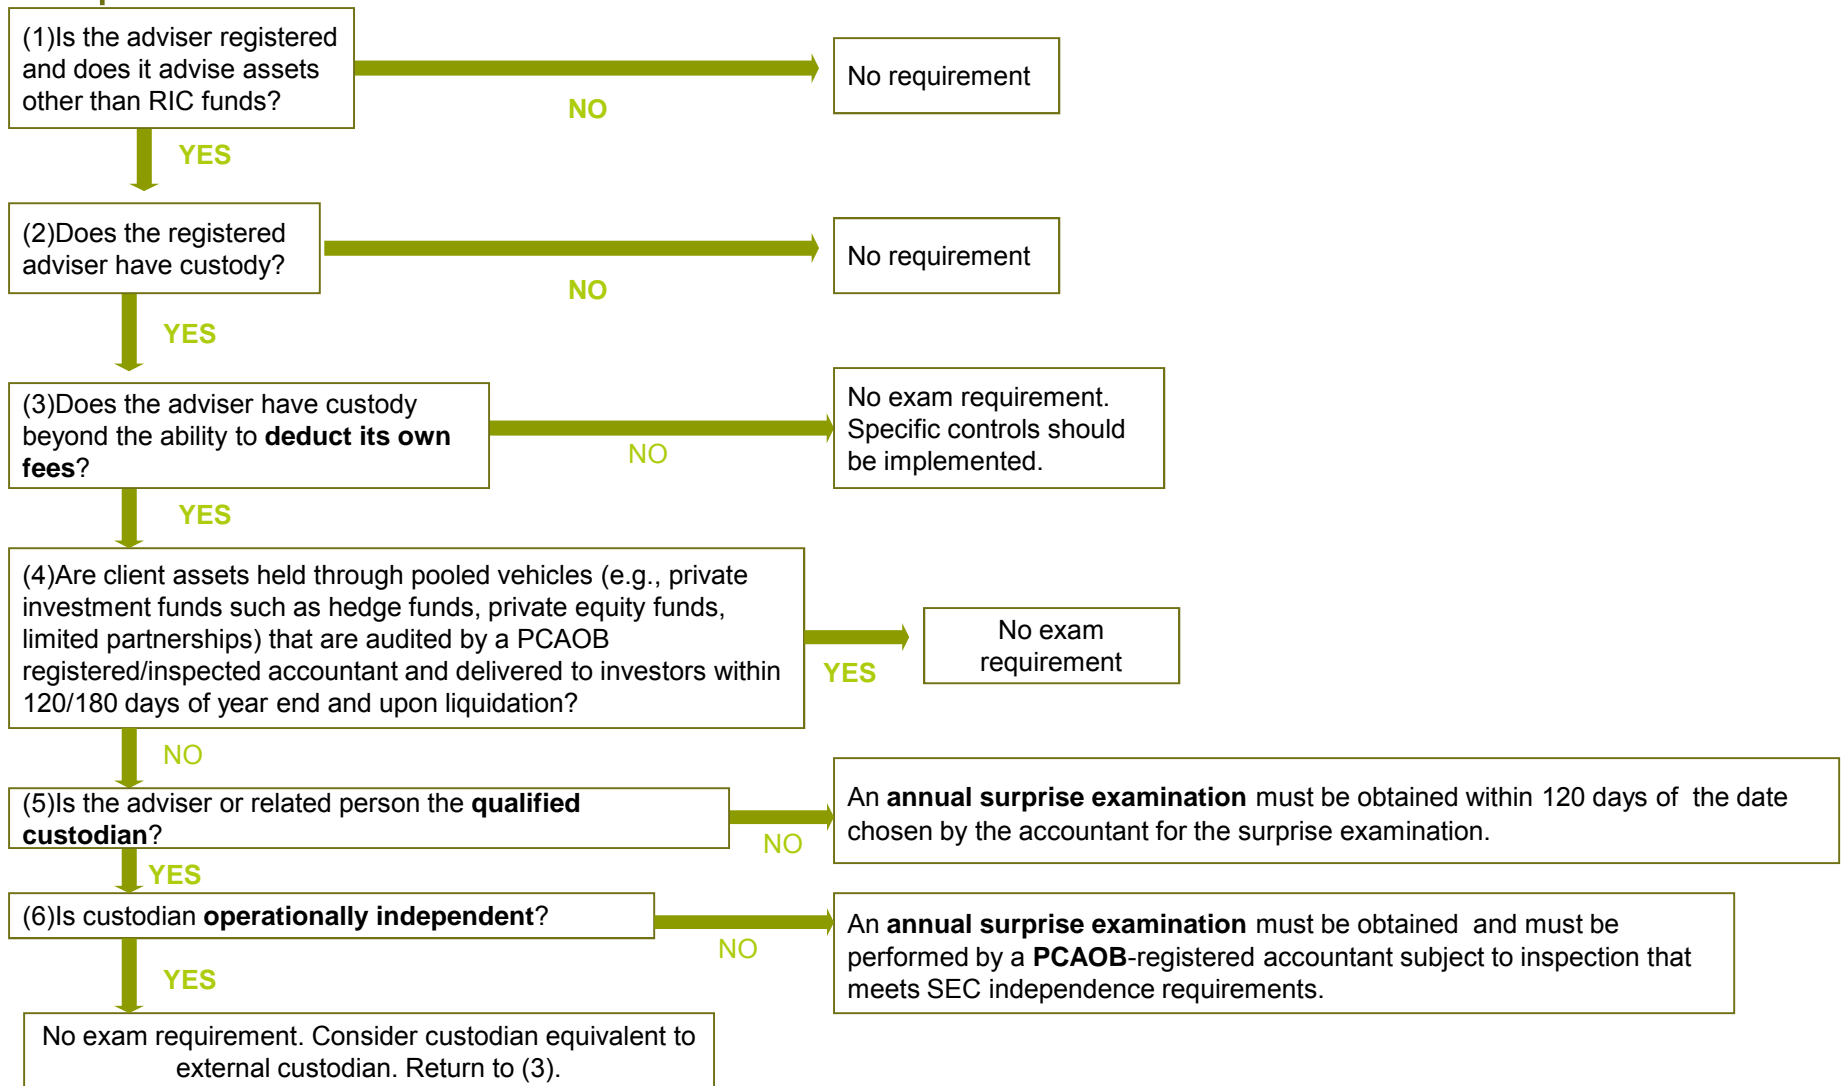 (1)Is the adviser registered
and does it advise assets
other than RIC funds?
No requirement
NO
YES
(2)Does the registered
adviser have custody?
No requirement
NO
YES
(3)Does the adviser have custody
beyond the ability to deduct its own
fees?
No exam requirement.
Specific controls should
be implemented.
NO
YES
(4)Are client assets held through pooled vehicles (e.g., private
investment funds such as hedge funds, private equity funds,
limited partnerships) that are audited by a PCAOB
registered/inspected accountant and delivered to investors within
120/180 days of year end and upon liquidation?
No exam
requirement
YES
NO
(5)Is the adviser or related person the qualified
custodian?
An annual surprise examination must be obtained within 120 days of the date
chosen by the accountant for the surprise examination.
NO
YES
(6)Is custodian operationally independent?
An annual surprise examination must be obtained and must be
performed by a PCAOB-registered accountant subject to inspection that
meets SEC independence requirements.
NO
YES
No exam requirement. Consider custodian equivalent to
external custodian. Return to (3).